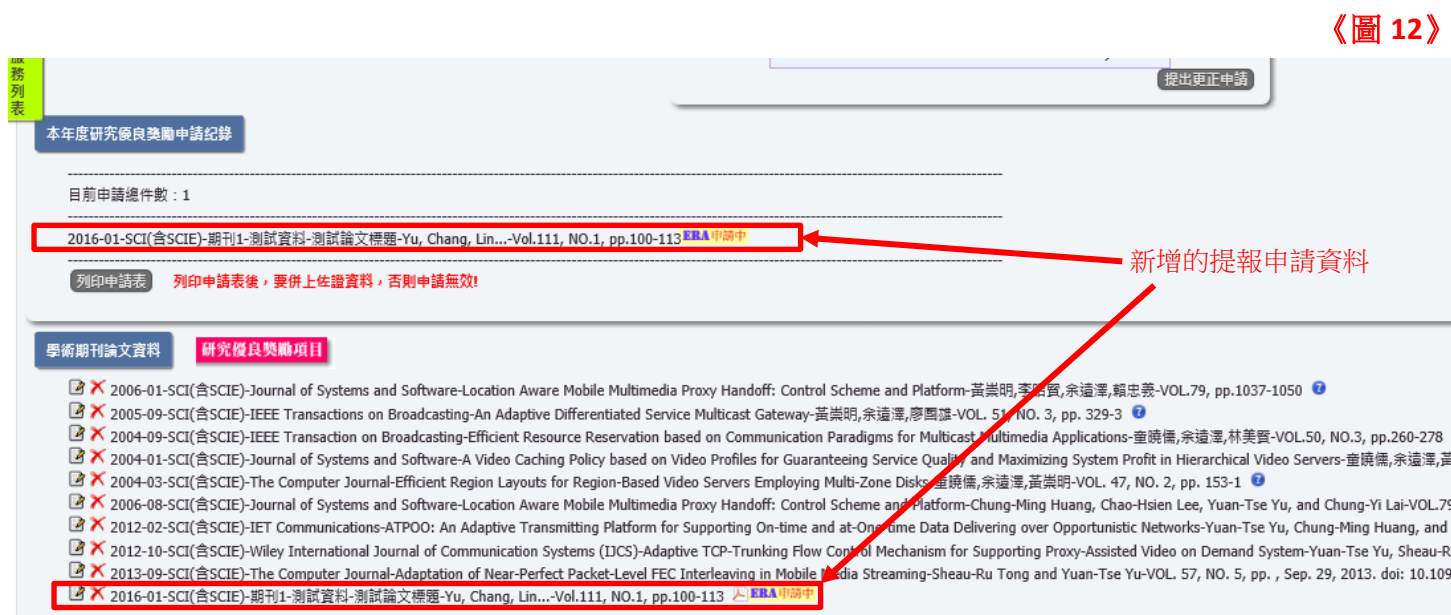 《圖 12》
服務列表
提出更正申請
本年度研究優良獎勵申請紀錄
目前申請總件數：1
2016-01-SCI(含SCIE)-期刊1-測試資料-測試論文標題-Yu, Chang, Lin...-Vol.111, NO.1, pp.100-113 ERA申請中
新增的提報申請資料
列印申請表 列印申請表後，要併上佐證資料，否則申請無效!
學術期刊論文資料 研究優良獎勵項目
2006-01-SCI(含SCIE)-Journal of Systems and Software-Location Aware Mobile Multimedia Proxy Handoff: Control Scheme and Platform-黃崇明,李昭賢,余遠澤,賴忠義-VOL.79, pp.1037-1050
2005-09-SCI(含SCIE)-IEEE Transactions on Broadcasting-An Adaptive Differentiated Service Multicast Gateway-黃崇明,余遠澤,廖國雄-VOL. 51, NO. 3, pp. 329-3
2004-09-SCI(含SCIE)-IEEE Transaction on Broadcasting-Efficient Resource Reservation based on Communication Paradigms for Multicast Multimedia Applications-童曉儒,余遠澤,林美賢-VOL.50, NO.3, pp.260-278
2004-01-SCI(含SCIE)-Journal of Systems and Software-A Video Caching Policy based on Video Profiles for Guaranteeing Service Quality and Maximizing System Profit in Hierarchical Video Servers-童曉儒,余遠澤,黃
2004-03-SCI(含SCIE)-The Computer Journal-Efficient Region Layouts for Region-Based Video Servers Employing Multi-Zone Disks-童曉儒,余遠澤,黃崇明-VOL. 47, NO. 2, pp. 153-1
2006-08-SCI(含SCIE)-Journal of Systems and Software-Location Aware Mobile Multimedia Proxy Handoff: Control Scheme and Platform-Chung-Ming Huang, Chao-Hsien Lee, Yuan-Tse Yu, and Chung-Yi Lai-VOL.79
2012-02-SCI(含SCIE)-IET Communications-ATPOO: An Adaptive Transmitting Platform for Supporting On-time and at-One-time Data Delivering over Opportunistic Networks-Yuan-Tse Yu, Chung-Ming Huang, and
2012-10-SCI(含SCIE)-Wiley International Journal of Communication Systems (IJCS)-Adaptive TCP-Trunking Flow Control Mechanism for Supporting Proxy-Assisted Video on Demand System-Yuan-Tse Yu, Sheau-R
2013-09-SCI(含SCIE)-The Computer Journal-Adaptation of Near-Perfect Packet-Level FEC Interleaving in Mobile Media Streaming-Sheau-Ru Tong and Yuan-Tse Yu-VOL. 57, NO. 5, pp. , Sep. 29, 2013. doi: 10.109
2016-01-SCI(含SCIE)-期刊1-測試資料-測試論文標題-Yu, Chang, Lin...-Vol.111, NO.1, pp.100-113 ERA申請中